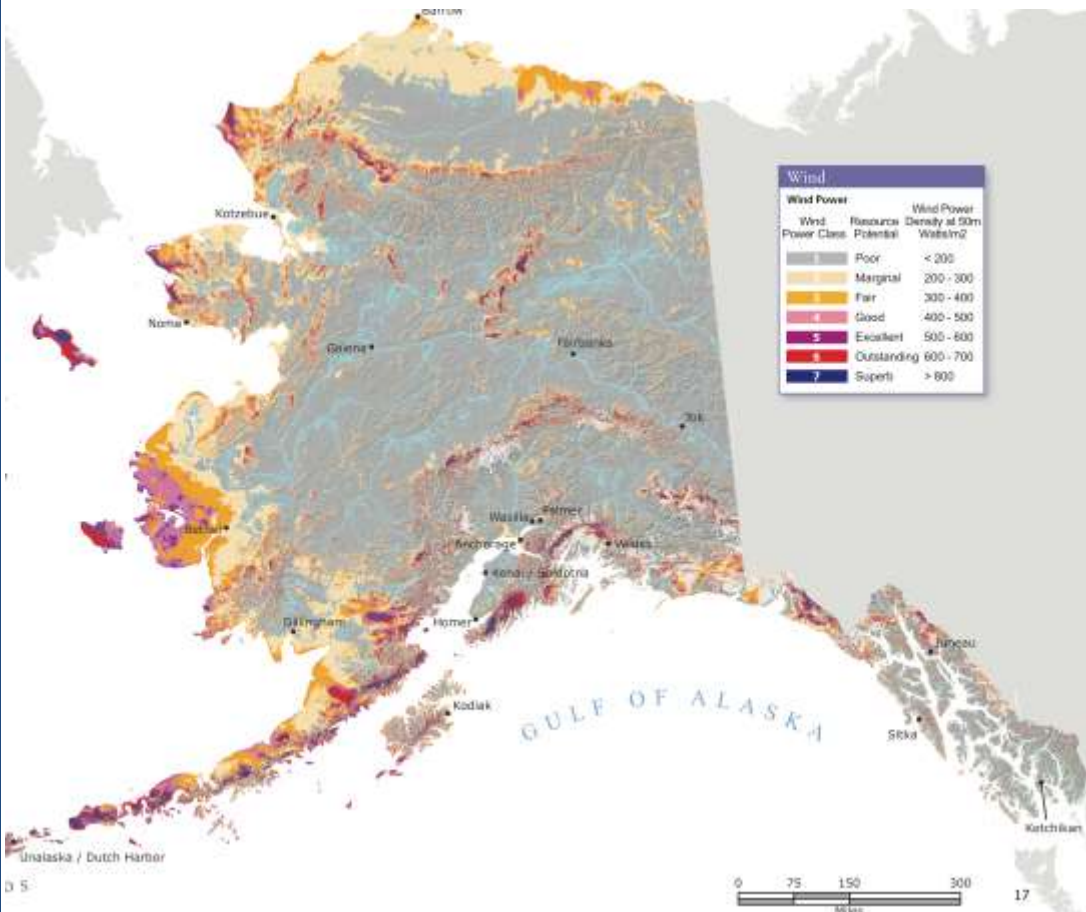 Barrow
Kotzebue
Nome
Galena
Fairbanks
Tok
Bethel
Wasilla
Palmer
Anchorage
Valdez
Kenai / Soldotna
Dillingham
Homer
Kodiak
GULF OF ALASKA
Juneau
Sitka
Ketchikan
Unalaska / Dutch Harbor
O S
Wind
Wind Power
Wind Power Class
Resource Potential
Wind Power Density at 50m Watts/m2
Poor < 200
Marginal 200 - 300
Fair 300 - 400
4 Good 400 - 500
5 Excellent 500 - 600
6 Outstanding 600 - 700
7 Superb > 800
0 75 150 300
Miles
17